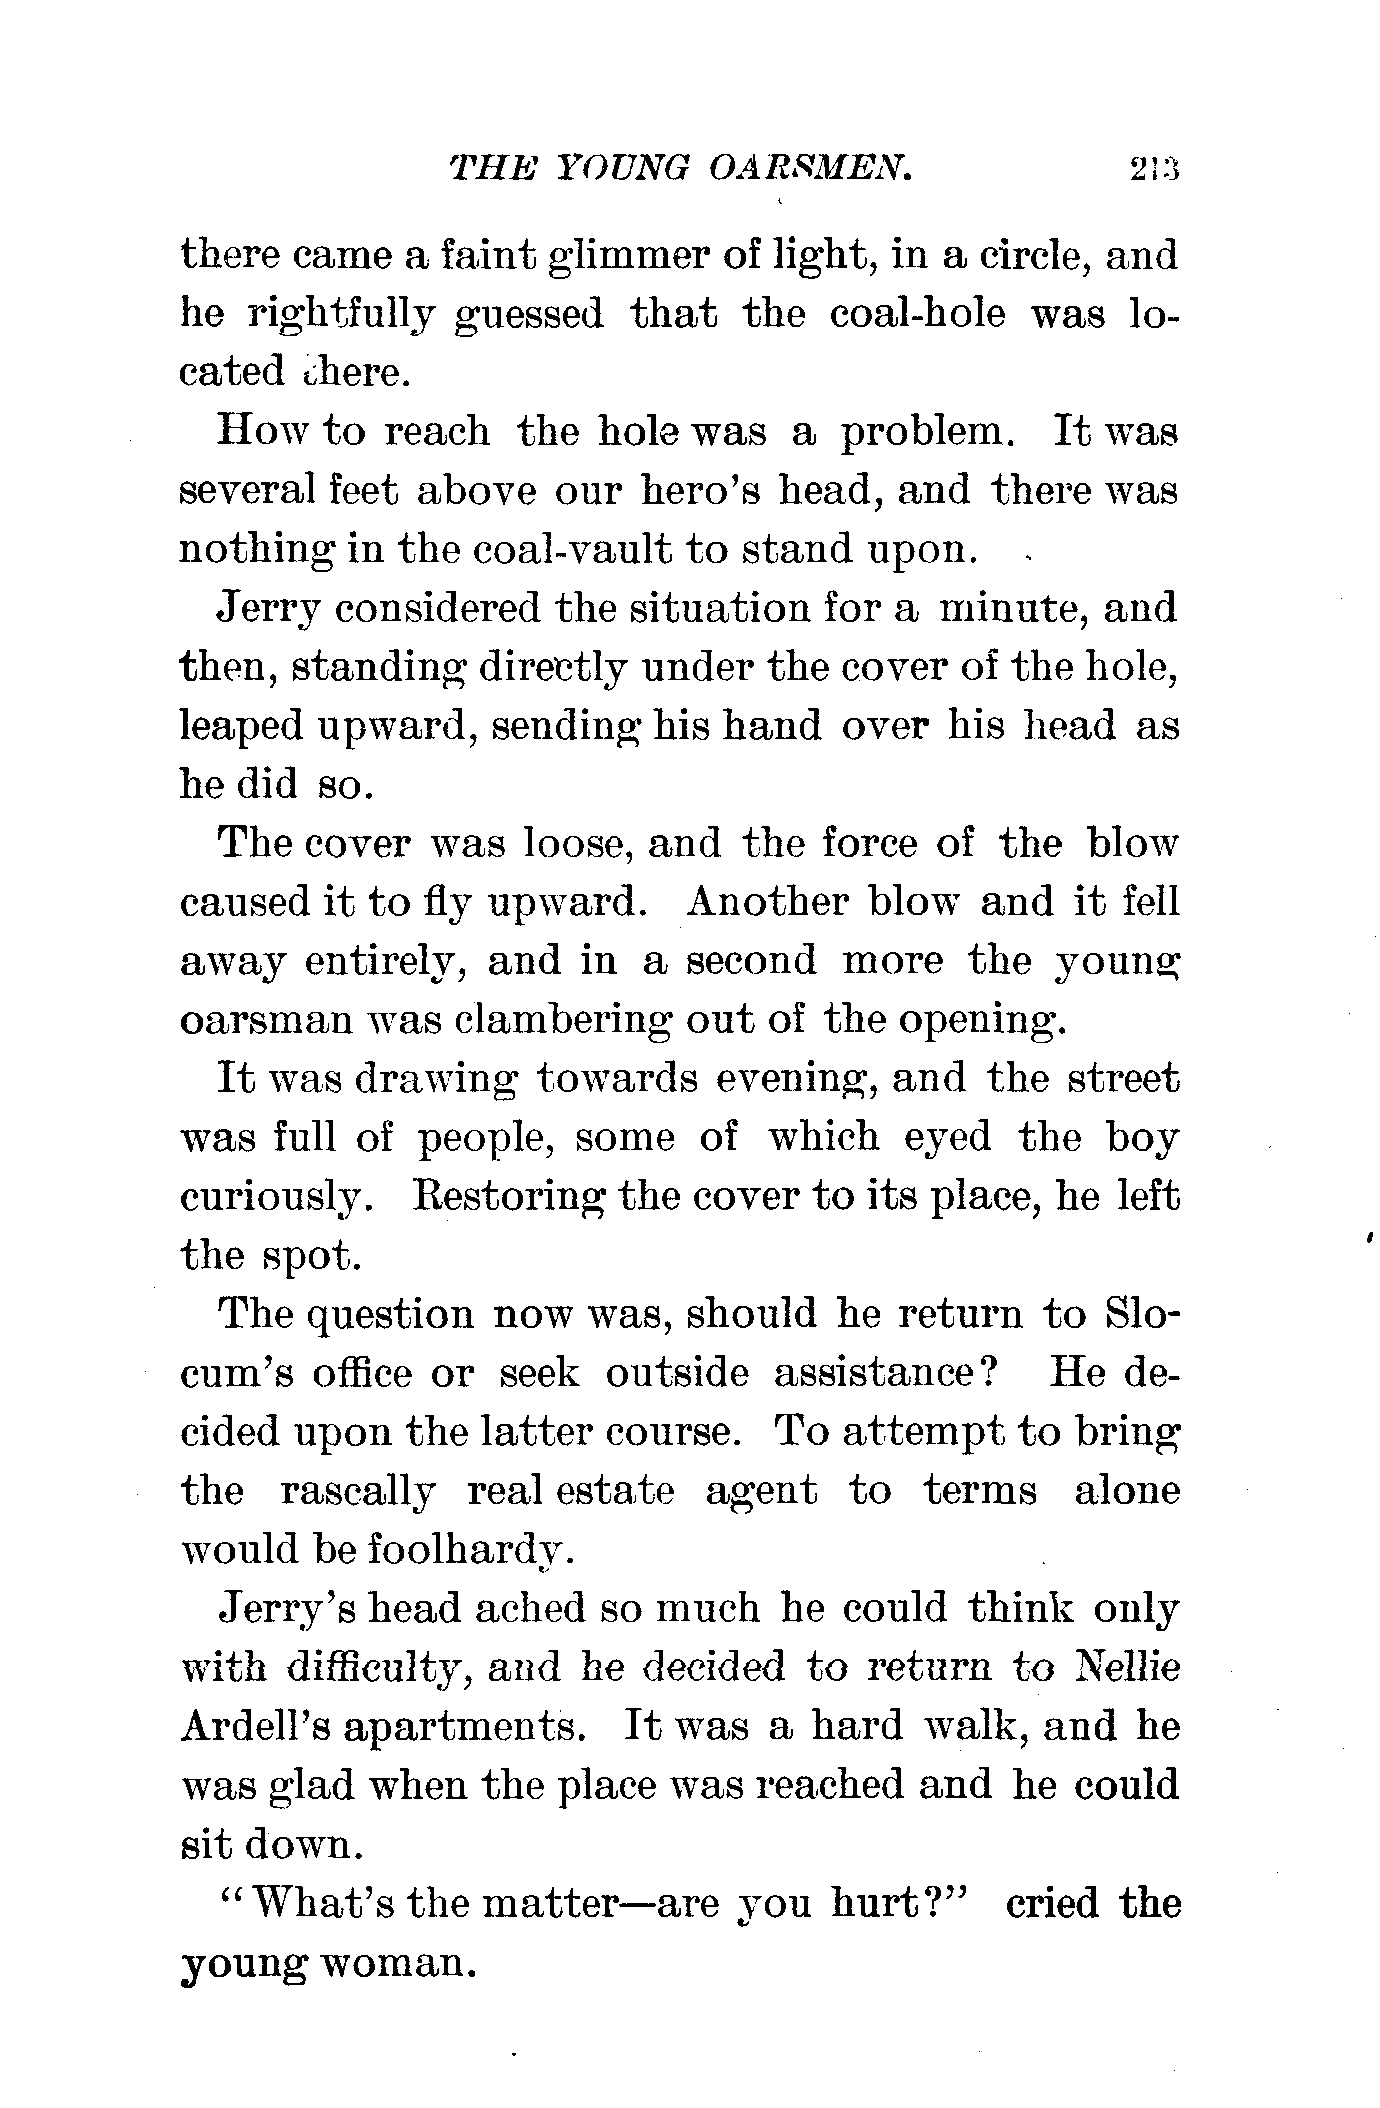 THE YOUNG OARSMEN. 213
there came a faint glimmer of light, in a circle, and
he rightfully guessed that the coal-hole was lo-
cated there.
How to reach the hole was a problem. It was
several feet above our hero's head, and there was
nothing in the coal-vault to stand upon.
Jerry considered the situation for a minute, and
then, standing directly under the cover of the hole,
leaped upward, sending his hand over his head as
he did so.
The cover was loose, and the force of the blow
caused it to fly upward. Another blow and it fell
away entirely, and in a second more the young
oarsman was clambering out of the opening.
It was drawing towards evening, and the street
was full of people, some of which eyed the boy
curiously. Restoring the cover to its place, he left
the spot.
The question now was, should he return to Slo-
cum's office or seek outside assistance? He de-
cided upon the latter course. To attempt to bring
the rascally real estate agent to terms alone
would be foolhardy.
Jerry's head ached so much he could think only
with difficulty, and he decided to return to Nellie
Ardell's apartments. It was a hard walk, and he
was glad when the place was reached and he could
sit down.
"What's the matter—are you hurt?" cried the
young woman.